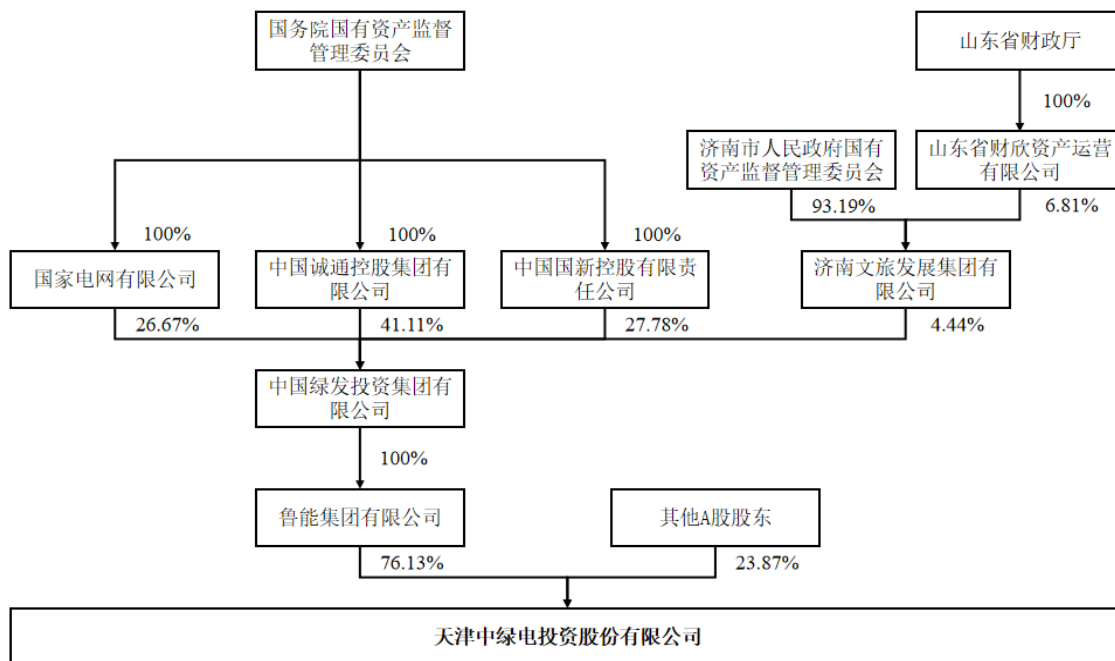 国务院国有资产监督
管理委员会
山东省财政厅
100%
济南市人民政府国有
资产监督管理委员会
山东省财欣资产运营
有限公司
93.19%
6.81%
100%
100%
100%
国家电网有限公司
中国诚通控股集团有
限公司
中国国新控股有限责
任公司
济南文旅发展集团有
限公司
26.67%
41.11%
27.78%
4.44%
中国绿发投资集团有
限公司
100%
鲁能集团有限公司
其他A股股东
76.13%
23.87%
天津中绿电投资股份有限公司